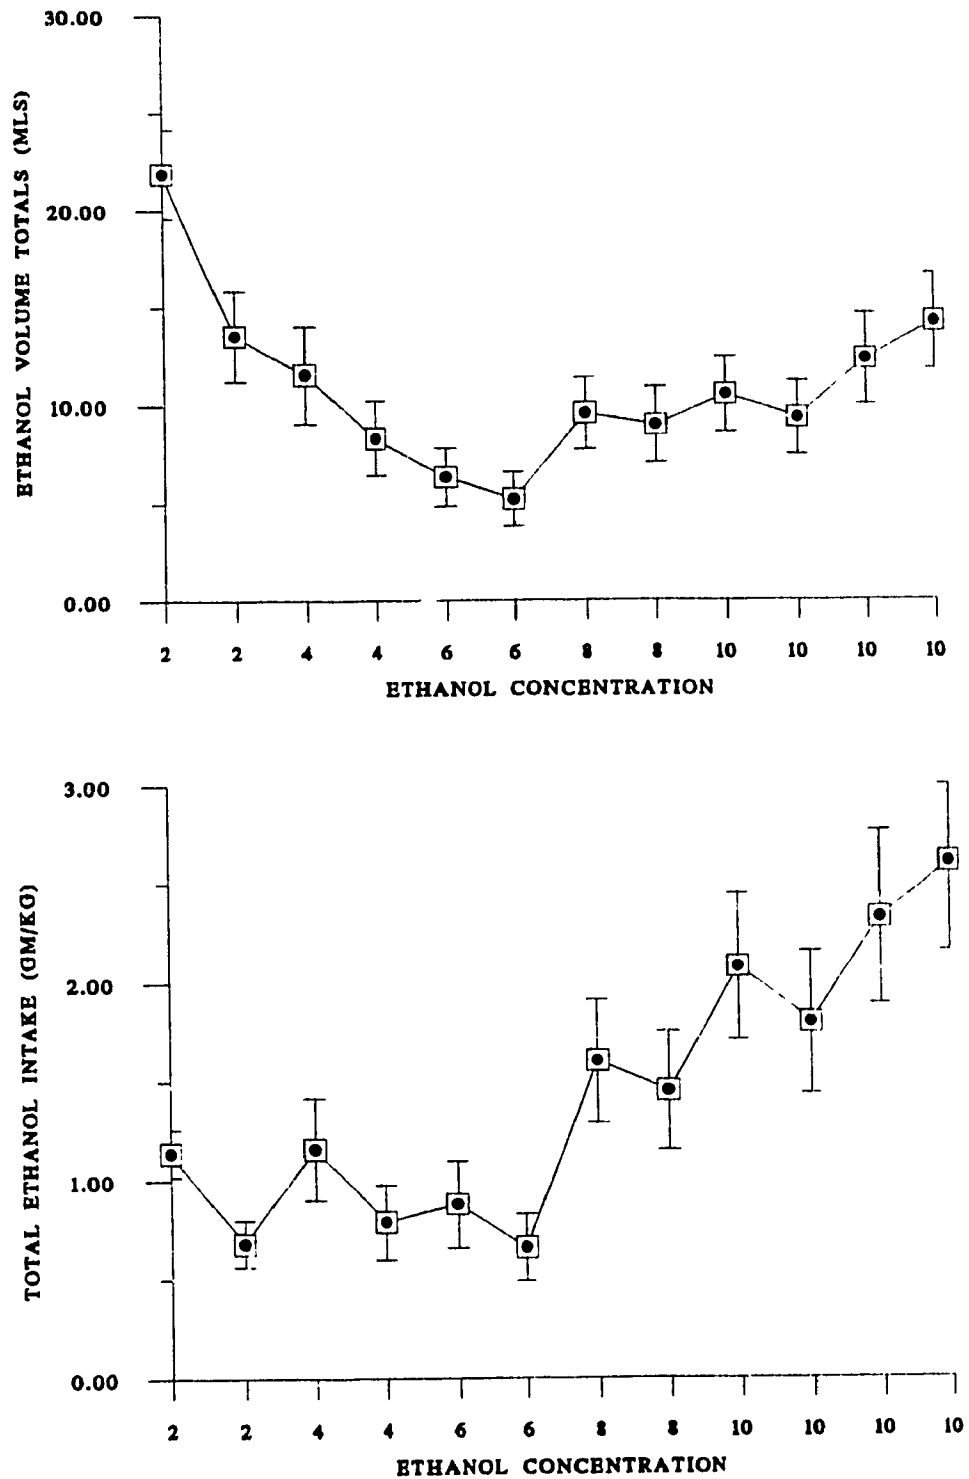 30.00
20.00
10.00
0.00
ETHANOL VOLUME TOTALS (MLS)
2 2 4 4 6 6 8 8 10 10 10 10
ETHANOL CONCENTRATION
3.00
2.00
1.00
0.00
TOTAL ETHANOL INTAKE (GM/KG)
2 2 4 4 6 6 8 8 10 10 10 10
ETHANOL CONCENTRATION